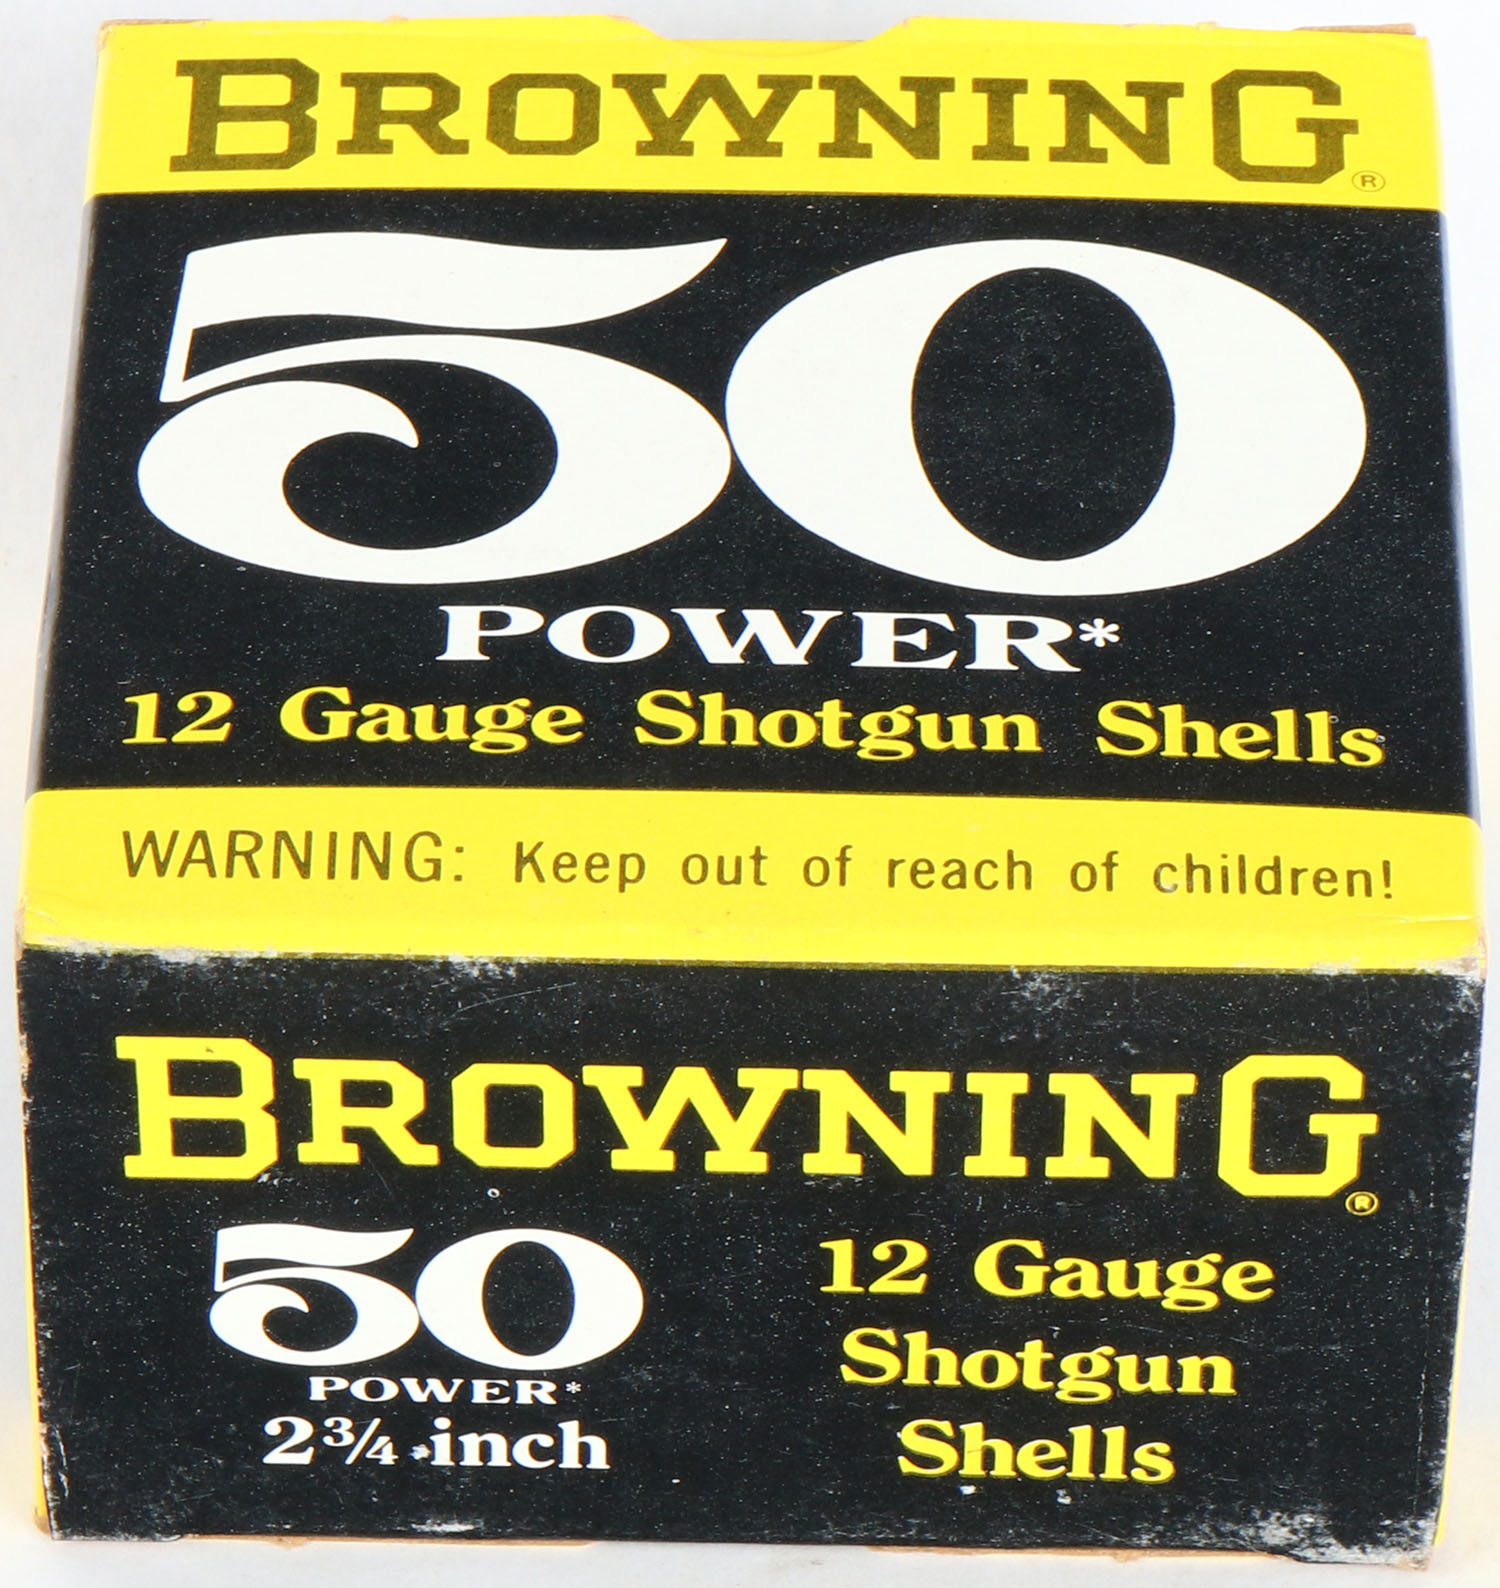 BROWNING®
50
POWER*
12 Gauge Shotgun Shells
WARNING: Keep out of reach of children!
BROWNING®
50
POWER*
2¾-inch
12 Gauge
Shotgun
Shells